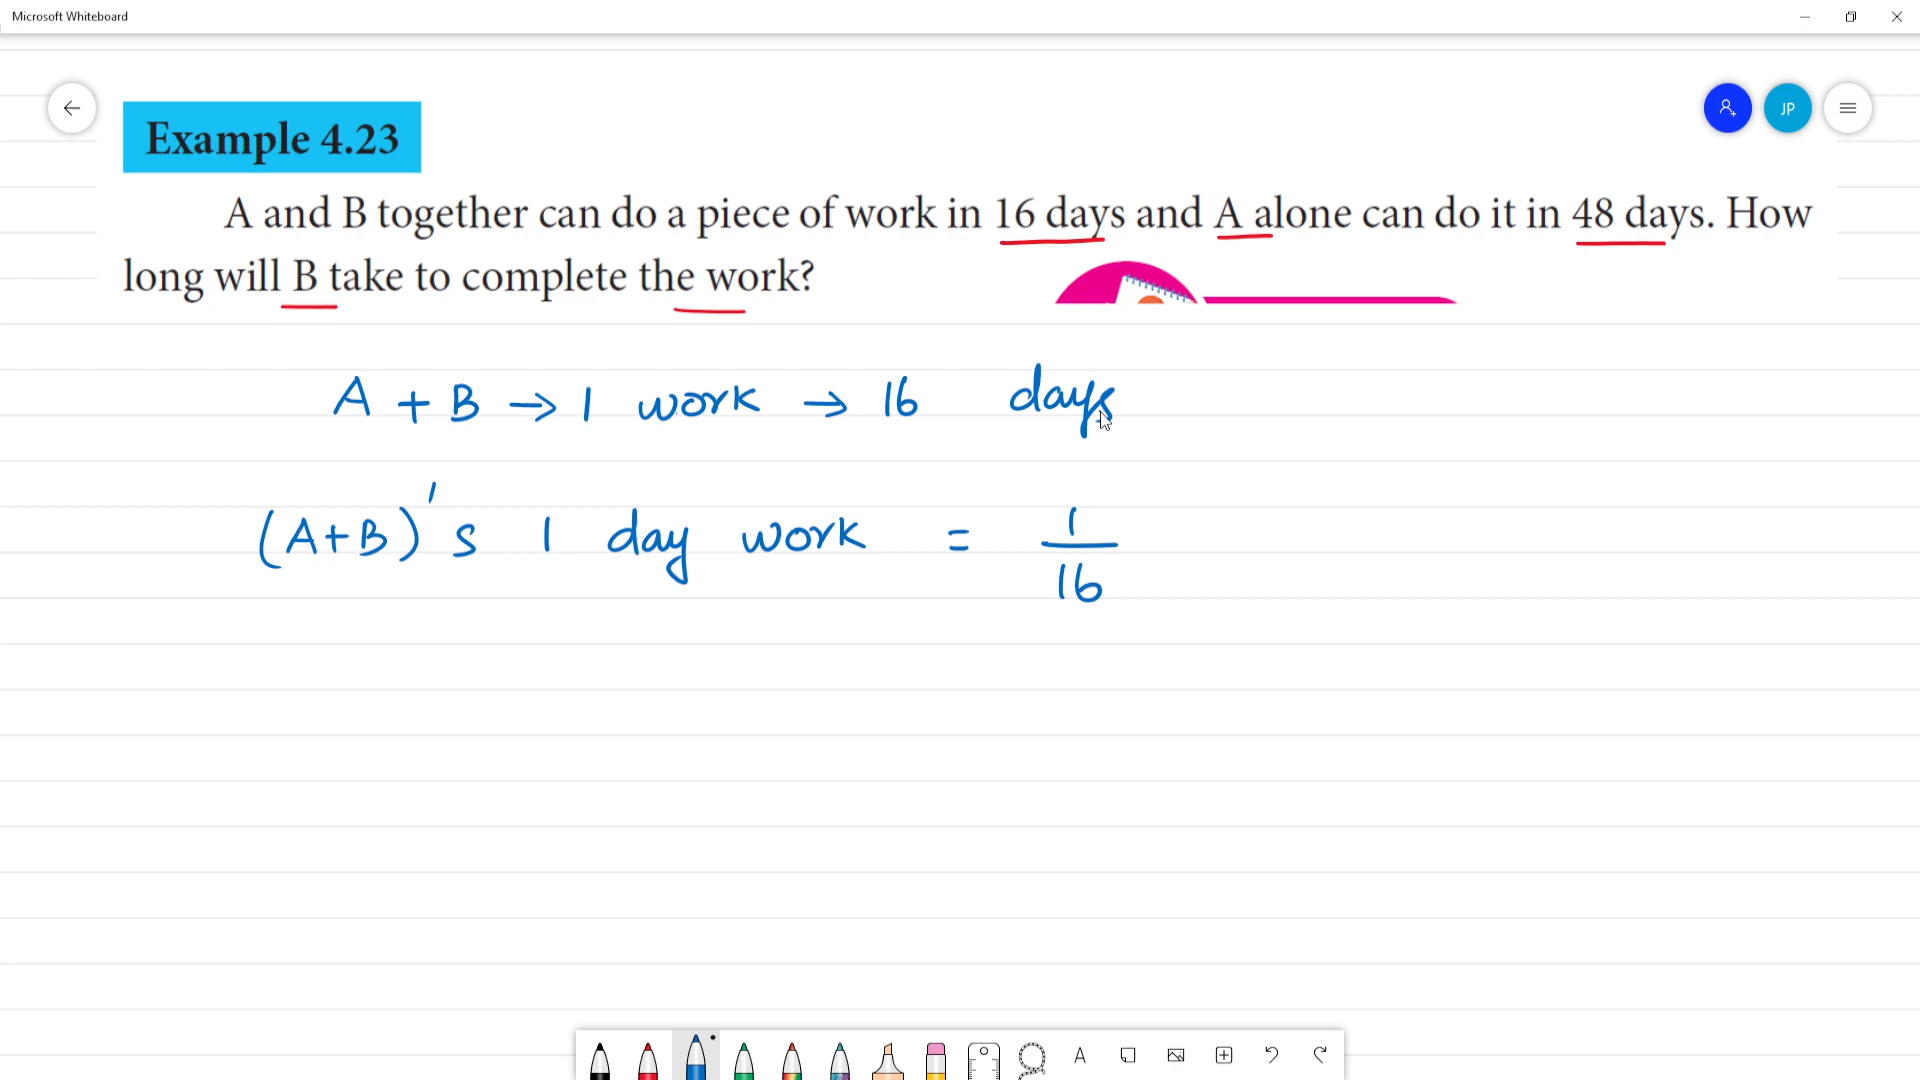 Microsoft Whiteboard
JP
Example 4.23
A and B together can do a piece of work in 16 days and A alone can do it in 48 days. How
long will B take to complete the work?
A + B → 1 work → 16 days
(A+B)'s 1 day work = 1/16
A